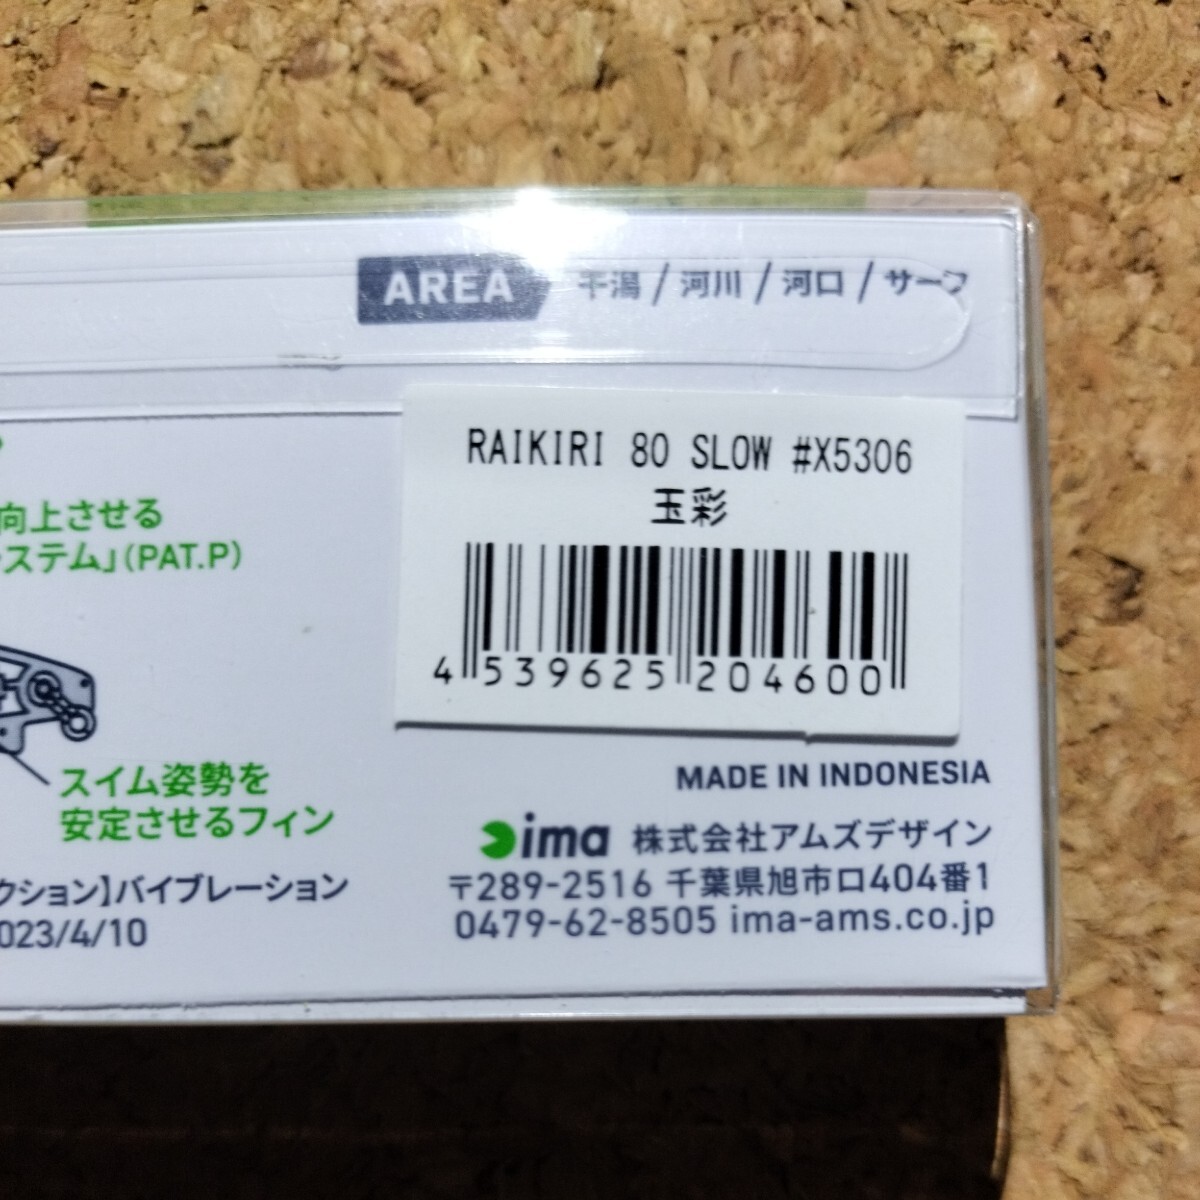 AREA 干潟 / 河川 / 河口 / サーフ
RAIKIRI 80 SLOW #X5306
玉彩
4 539625 204600
向上させる
ステム」(PAT.P)
スイム姿勢を
安定させるフィン
クション】バイブレーション
023/4/10
MADE IN INDONESIA
ima 株式会社アムズデザイン
〒289-2516 千葉県旭市ロ404番1
0479-62-8505 ima-ams.co.jp